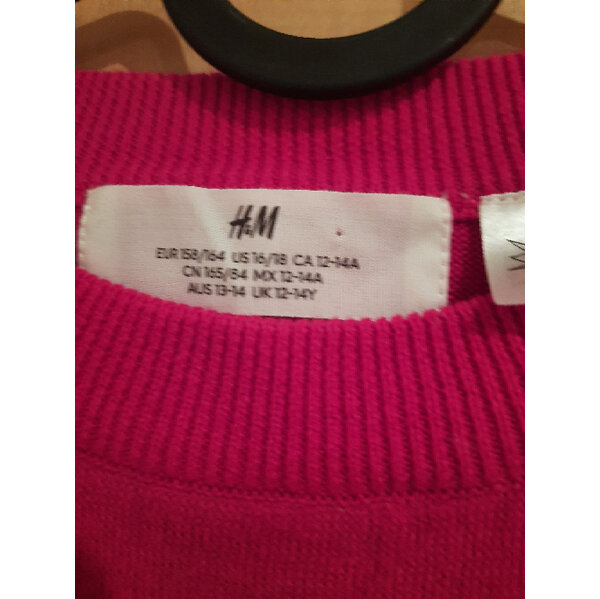 H&M
EUR 158/164 US 16/18 CA 12-14A
CN 165/84 MX 12-14A
AUS 13-14 UK 12-14Y